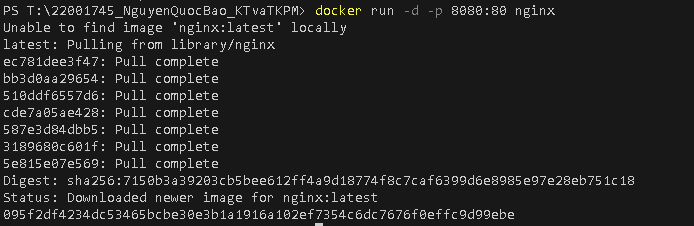 PS T:\22001745_NguyenQuocBao_KTvaTKPM> docker run -d -p 8080:80 nginx
Unable to find image 'nginx:latest' locally
latest: Pulling from library/nginx
ec781dee3f47: Pull complete
bb3d0aa29654: Pull complete
510ddf6557d6: Pull complete
cde7a05ae428: Pull complete
587e3d84dbb5: Pull complete
3189680c601f: Pull complete
5e815e07e569: Pull complete
Digest: sha256:7150b3a39203cb5bee612ff4a9d18774f8c7caf6399d6e8985e97e28eb751c18
Status: Downloaded newer image for nginx:latest
095f2df4234dc53465bcbe30e3b1a1916a102ef7354c6dc7676f0effc9d99ebe